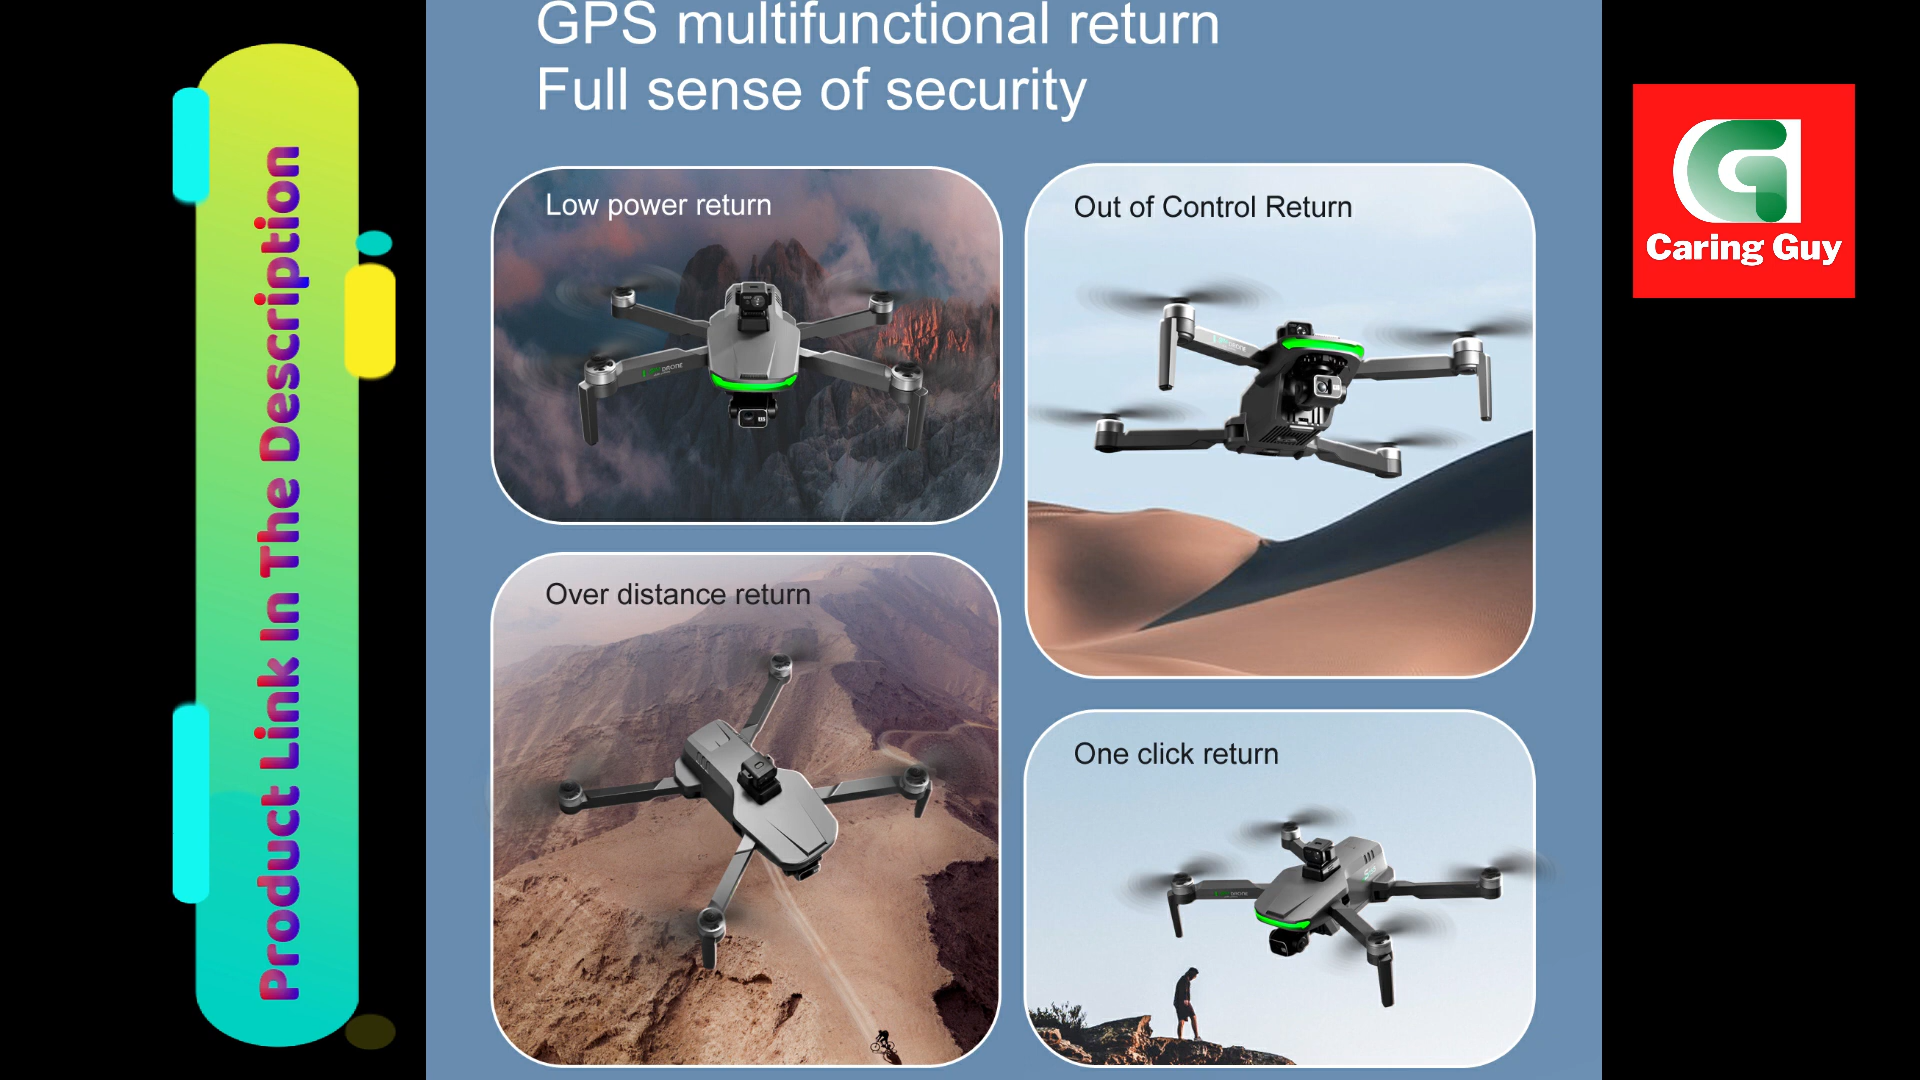 Product Link In The Description
GPS multifunctional return
Full sense of security
Low power return
Out of Control Return
Over distance return
One click return
Caring Guy
DRONE